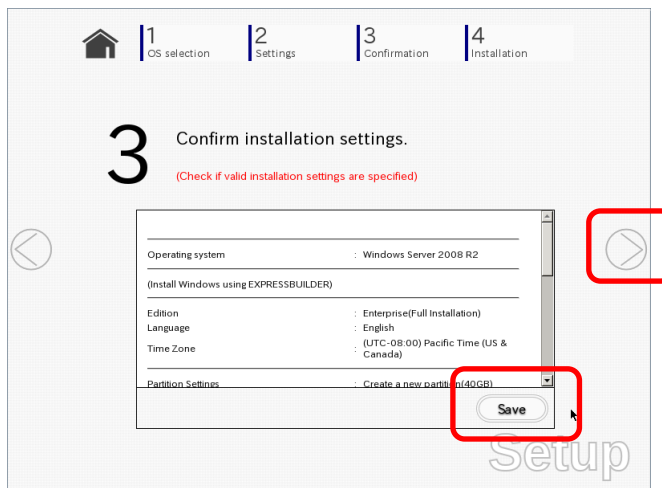 1
OS selection
2
Settings
3
Confirmation
4
Installation
3
Confirm installation settings.
(Check if valid installation settings are specified)
Operating system : Windows Server 2008 R2
(Install Windows using EXPRESSBUILDER)
Edition : Enterprise(Full Installation)
Language : English
Time Zone : (UTC-08:00) Pacific Time (US &
Canada)
Partition Settings : Create a new partition(40GB)
Save
Setup